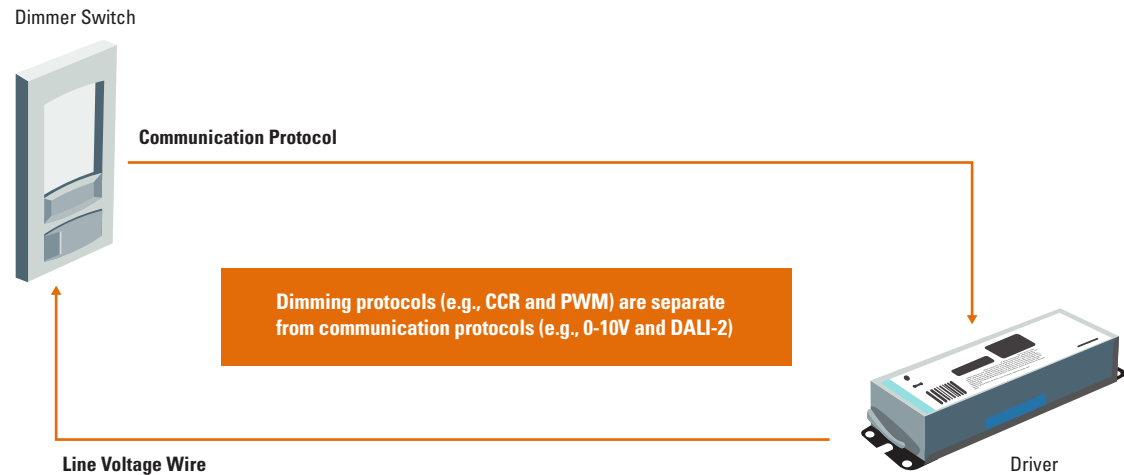 Dimmer Switch
Communication Protocol
Dimming protocols (e.g., CCR and PWM) are separate
from communication protocols (e.g., 0-10V and DALI-2)
Line Voltage Wire
Driver